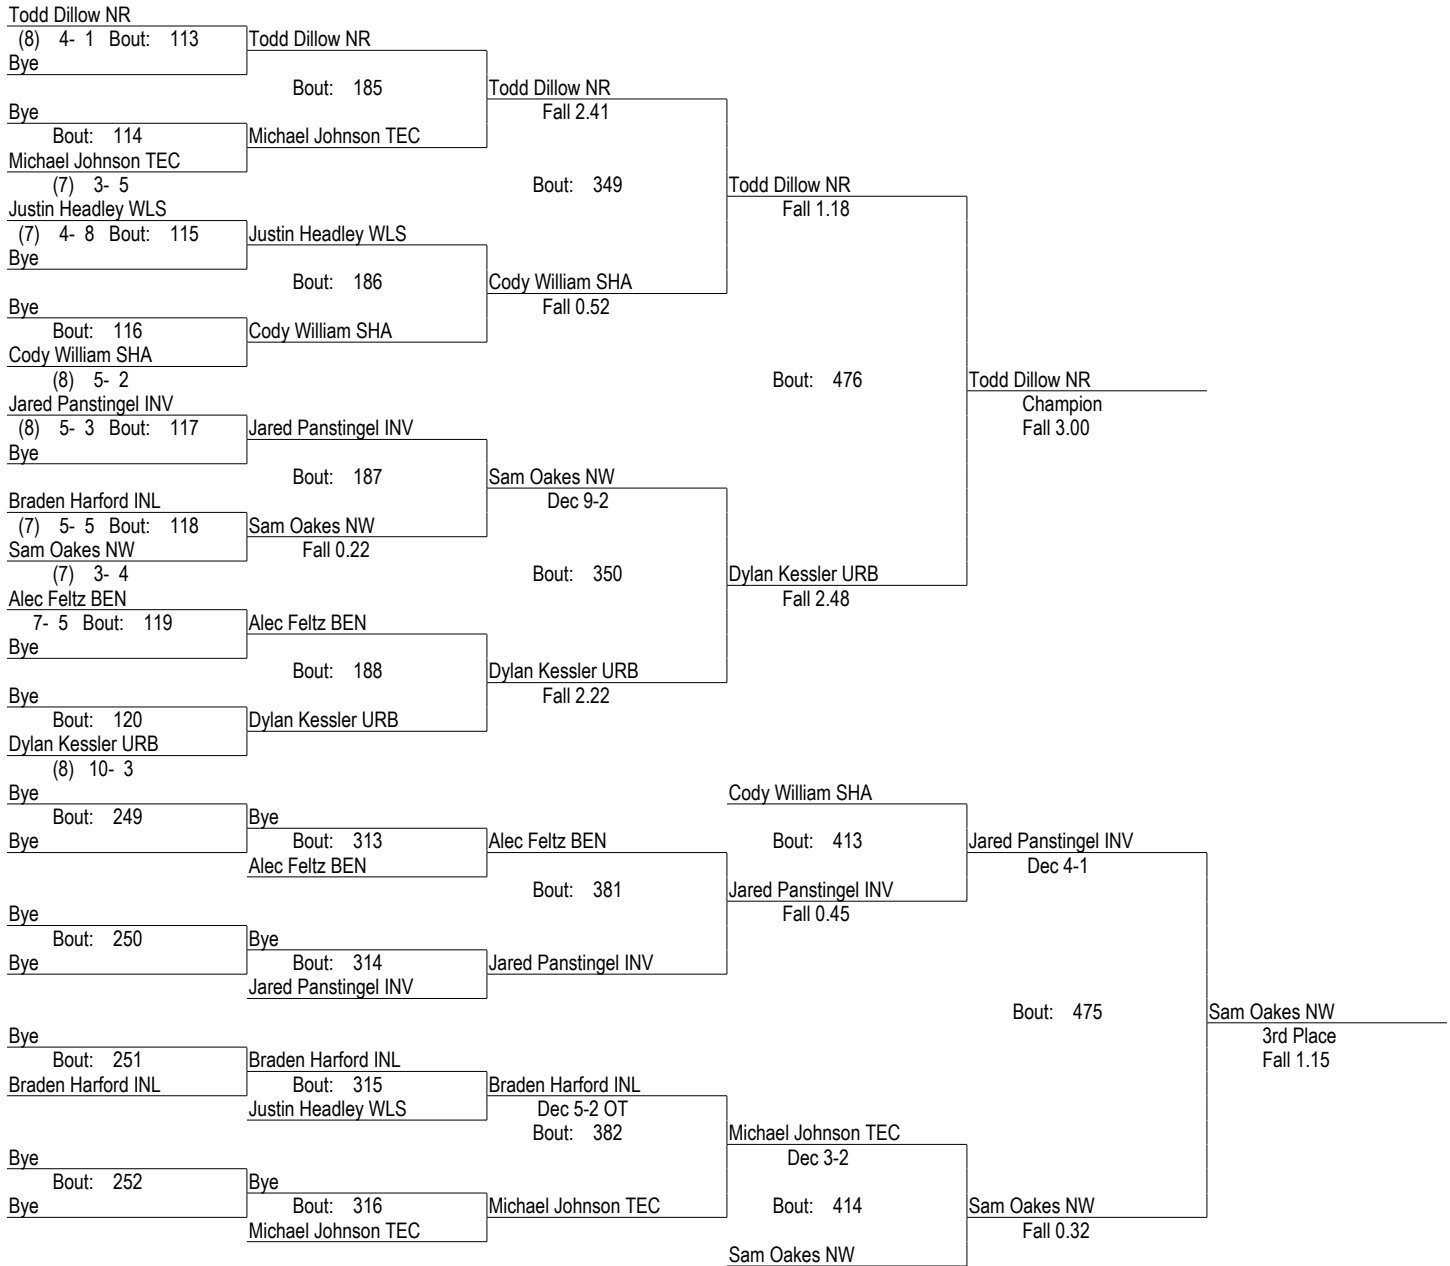 Todd Dillow NR
(8) 4- 1 Bout: 113 Todd Dillow NR
Bye
Bout: 185 Todd Dillow NR
Bye Fall 2.41
Bout: 114 Michael Johnson TEC
Michael Johnson TEC
(7) 3- 5 Bout: 349 Todd Dillow NR
Justin Headley WLS Fall 1.18
(7) 4- 8 Bout: 115 Justin Headley WLS
Bye
Bout: 186 Cody William SHA
Bye Fall 0.52
Bout: 116 Cody William SHA
Cody William SHA
(8) 5- 2 Bout: 476 Todd Dillow NR
Jared Panstingel INV Champion
(8) 5- 3 Bout: 117 Jared Panstingel INV Fall 3.00
Bye
Bout: 187 Sam Oakes NW
Braden Harford INL Dec 9-2
(7) 5- 5 Bout: 118 Sam Oakes NW
Sam Oakes NW Fall 0.22
(7) 3- 4 Bout: 350 Dylan Kessler URB
Alec Feltz BEN Fall 2.48
7- 5 Bout: 119 Alec Feltz BEN
Bye
Bout: 188 Dylan Kessler URB
Bye Fall 2.22
Bout: 120 Dylan Kessler URB
Dylan Kessler URB
(8) 10- 3
Bye Cody William SHA
Bout: 249 Bye
Bye Bout: 313 Alec Feltz BEN Bout: 413 Jared Panstingel INV
Alec Feltz BEN Dec 4-1
Bout: 381 Jared Panstingel INV
Bye Fall 0.45
Bout: 250 Bye
Bye Bout: 314 Jared Panstingel INV
Jared Panstingel INV
Bout: 475 Sam Oakes NW
Bye 3rd Place
Bout: 251 Braden Harford INL Fall 1.15
Braden Harford INL Bout: 315 Braden Harford INL
Justin Headley WLS Dec 5-2 OT
Bout: 382 Michael Johnson TEC
Bye Dec 3-2
Bout: 252 Bye
Bye Bout: 316 Michael Johnson TEC Bout: 414 Sam Oakes NW
Michael Johnson TEC Fall 0.32
Sam Oakes NW